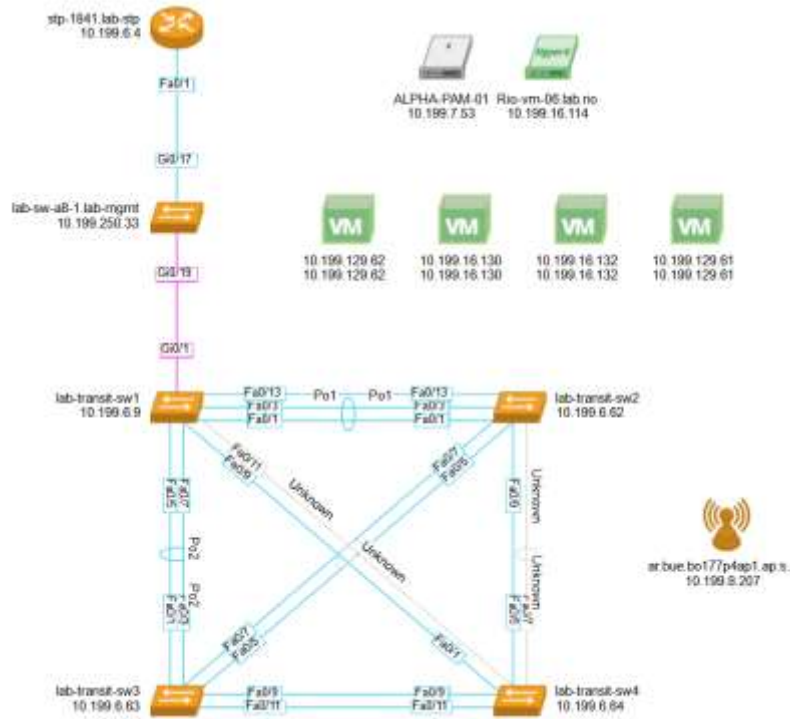 stp-1841.lab-stp
10.199.6.4
Fa0/1
ALPHA-PAM-01
10.199.7.53
Rio-vm-06.lab.rio
10.199.16.114
Gi0/17
lab-sw-a8-1.lab-mgmt
10.199.250.33
VM
VM
VM
VM
10.199.129.62
10.199.129.62
10.199.16.130
10.199.16.130
10.199.16.132
10.199.16.132
10.199.129.61
10.199.129.61
Gi0/19
Gi0/1
lab-transit-sw1
10.199.6.9
Fa0/13
Po1
Po1
Fa0/13
Fa0/3
Fa0/3
Fa0/1
Fa0/1
lab-transit-sw2
10.199.6.62
Fa0/11
Fa0/9
Unknown
Unknown
Fa0/7
Fa0/5
Fa0/5
Fa0/7
Po2
Po2
Fa0/1
Fa0/3
Unknown
Unknown
Fa0/5
Fa0/7
ar.bue.bo177p4ap1.ap.s.
10.199.8.207
Fa0/7
Fa0/5
Fa0/1
lab-transit-sw3
10.199.6.63
Fa0/9
Fa0/9
Fa0/11
Fa0/11
lab-transit-sw4
10.199.6.64